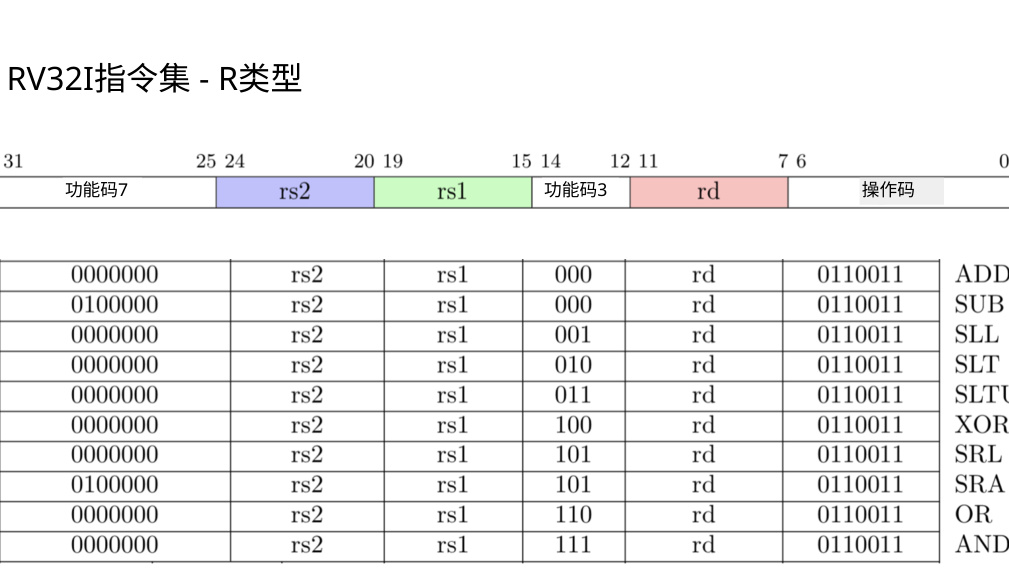 RV32I指令集 - R类型
31 25 24 20 19 15 14 12 11 7 6 0
功能码7 rs2 rs1 功能码3 rd 操作码
0000000 rs2 rs1 000 rd 0110011 ADD
0100000 rs2 rs1 000 rd 0110011 SUB
0000000 rs2 rs1 001 rd 0110011 SLL
0000000 rs2 rs1 010 rd 0110011 SLT
0000000 rs2 rs1 011 rd 0110011 SLTU
0000000 rs2 rs1 100 rd 0110011 XOR
0000000 rs2 rs1 101 rd 0110011 SRL
0100000 rs2 rs1 101 rd 0110011 SRA
0000000 rs2 rs1 110 rd 0110011 OR
0000000 rs2 rs1 111 rd 0110011 AND